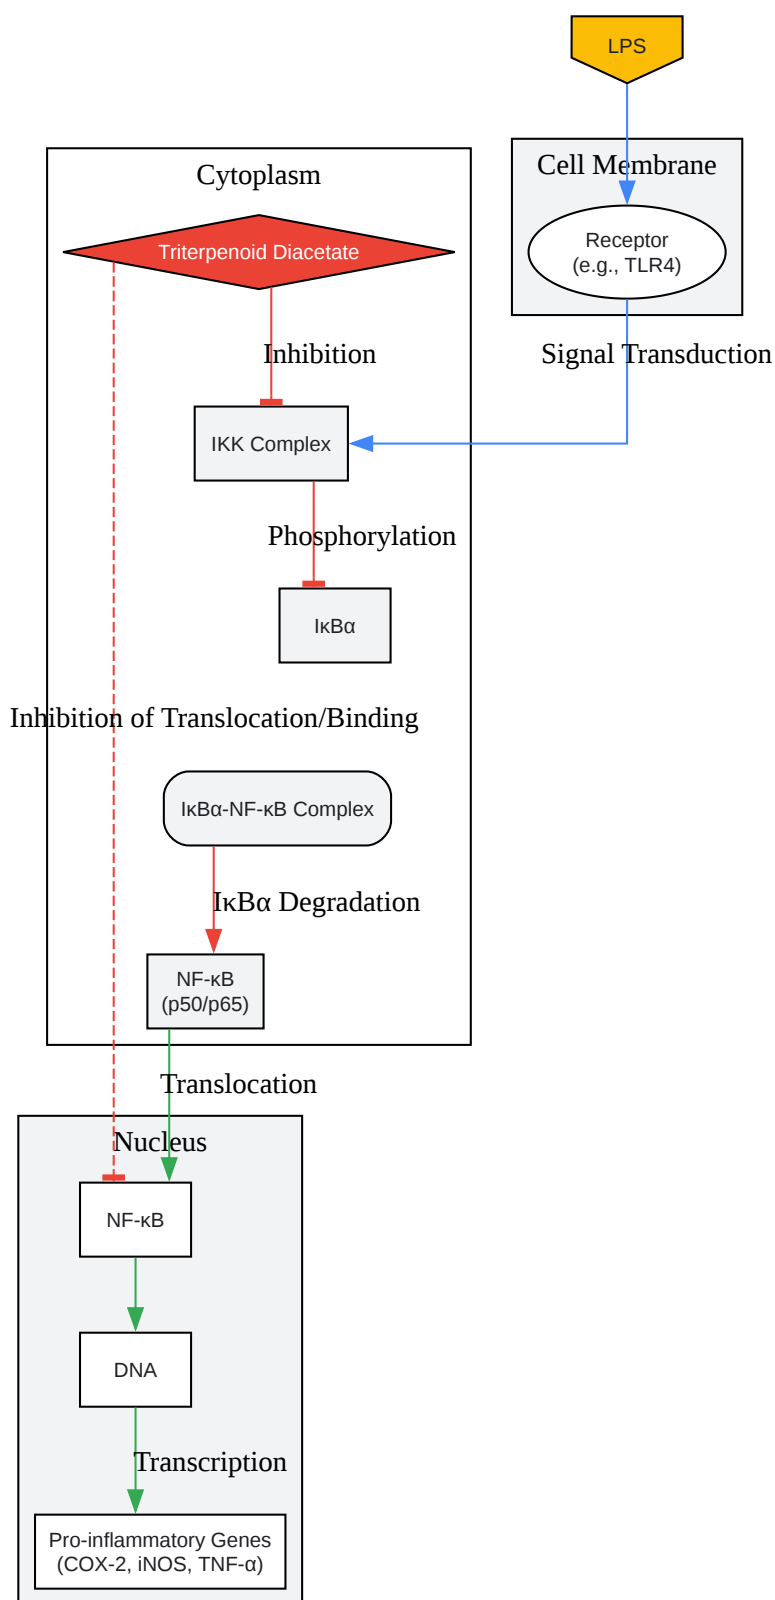 LPS
Cell Membrane
Cytoplasm
Receptor
(e.g., TLR4)
Triterpenoid Diacetate
Inhibition
Signal Transduction
IKK Complex
Phosphorylation
IκBα
Inhibition of Translocation/Binding
IκBα-NF-κB Complex
IκBα Degradation
NF-κB
(p50/p65)
Translocation
Nucleus
NF-κB
DNA
Transcription
Pro-inflammatory Genes
(COX-2, iNOS, TNF-α)